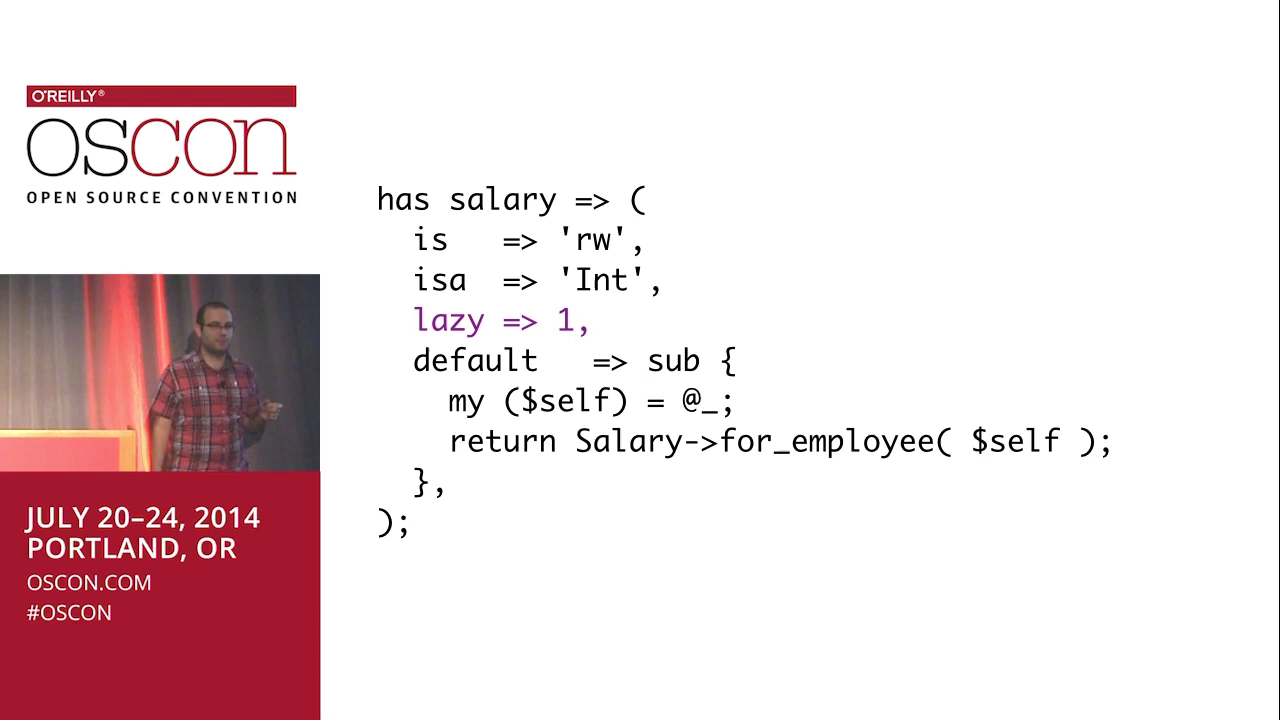 O'REILLY®
OSCON
OPEN SOURCE CONVENTION
JULY 20–24, 2014
PORTLAND, OR
OSCON.COM
#OSCON
has salary => (
  is   => 'rw',
  isa  => 'Int',
  lazy => 1,
  default   => sub {
    my ($self) = @_;
    return Salary->for_employee( $self );
  },
);